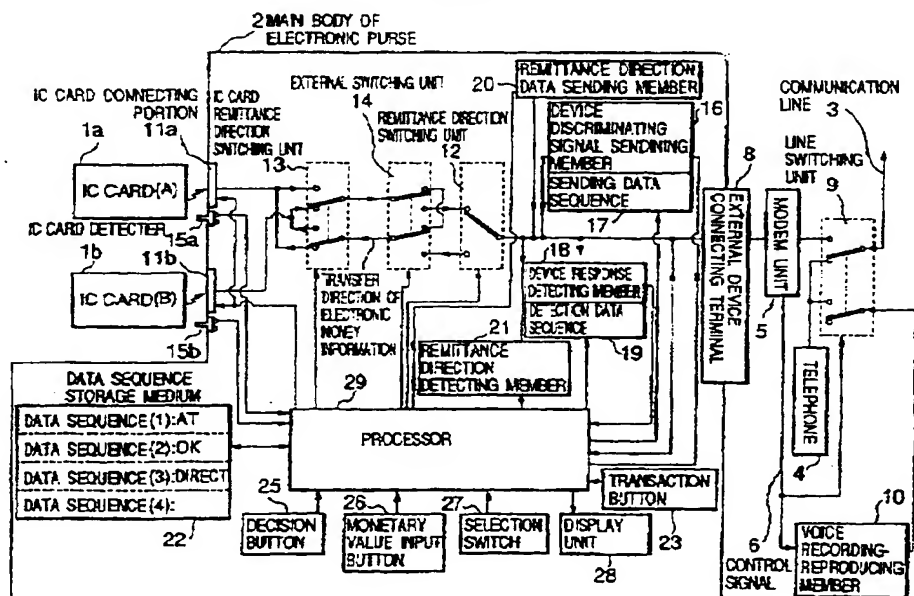 2 MAIN BODY OF
ELECTRONIC PURSE
IC CARD CONNECTING
PORTION
1a
11a
IC CARD(A)
IC CARD DETECTER
15a
1b
11b
IC CARD(B)
15b
IC CARD
REMITTANCE
DIRECTION
SWITCHING UNIT
13
EXTERNAL SWITCHING UNIT
14
REMITTANCE DIRECTION
SWITCHING UNIT
12
TRANSFER
DIRECTION OF
ELECTRONIC
MONEY
INFORMATION
20
REMITTANCE DIRECTION
DATA SENDING MEMBER
16
DEVICE
DISCRIMINATING
SIGNAL SENDINING
MEMBER
SENDING DATA
SEQUENCE
17
18
DEVICE RESPONSE
DETECTING MEMBER
DETECTION DATA
SEQUENCE
19
21
REMITTANCE
DIRECTION
DETECTING MEMBER
8
EXTERNAL DEVICE
CONNECTING TERMINAL
MODEM UNIT
5
COMMUNICATION
LINE
3
LINE
SWITCHING
UNIT
9
TELEPHONE
4
10
VOICE
RECORDING-
REPRODUCING
MEMBER
6
CONTROL
SIGNAL
DATA SEQUENCE
STORAGE MEDIUM
DATA SEQUENCE(1):AT
DATA SEQUENCE(2):OK
DATA SEQUENCE(3):DIRECT
DATA SEQUENCE(4):
22
29
PROCESSOR
25
DECISION
BUTTON
26
MONETARY
VALUE INPUT
BUTTON
27
SELECTION
SWITCH
DISPLAY
UNIT
28
TRANSACTION
BUTTON
23